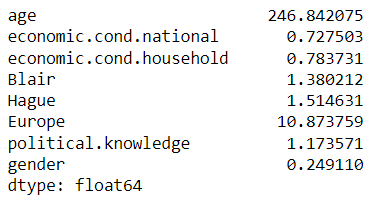 age 246.842075
economic.cond.national 0.727503
economic.cond.household 0.783731
Blair 1.380212
Hague 1.514631
Europe 10.873759
political.knowledge 1.173571
gender 0.249110
dtype: float64